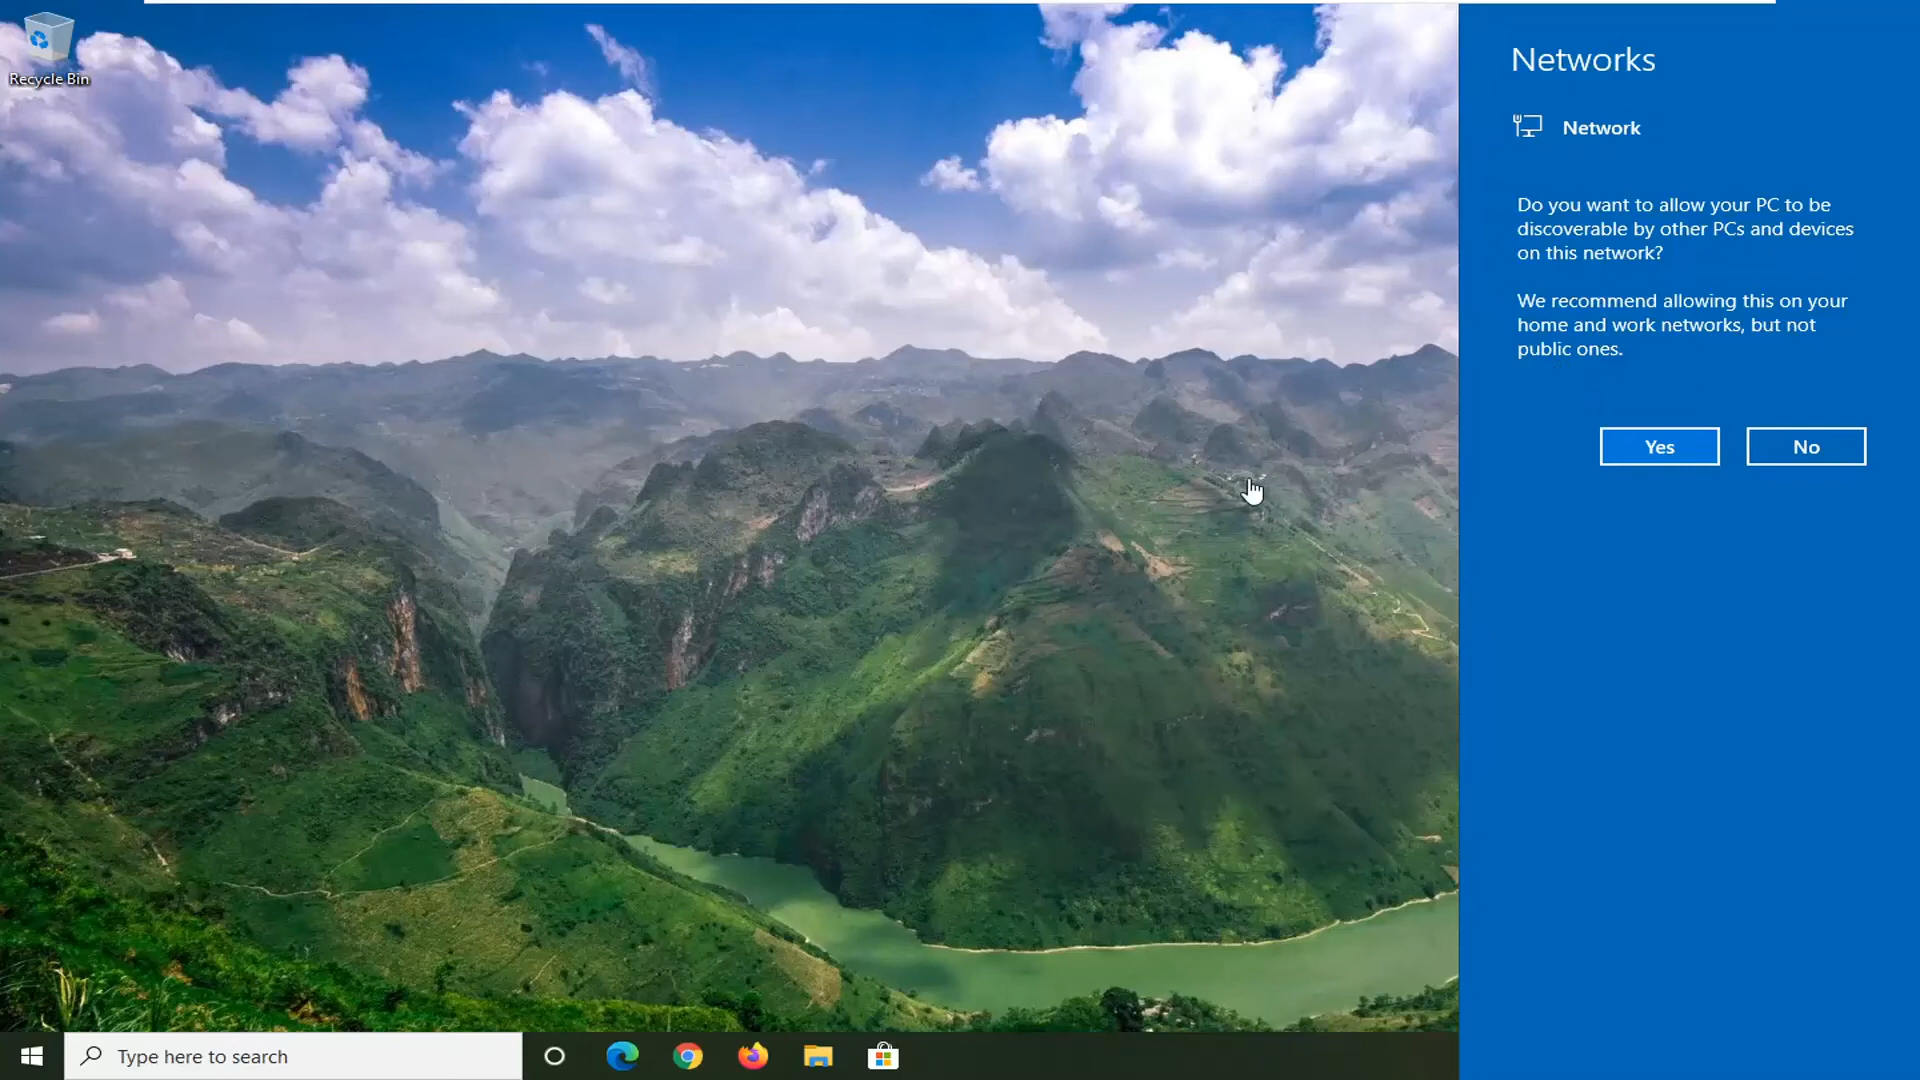 Recycle Bin
Networks
Network
Do you want to allow your PC to be
discoverable by other PCs and devices
on this network?
We recommend allowing this on your
home and work networks, but not
public ones.
Yes
No
Type here to search